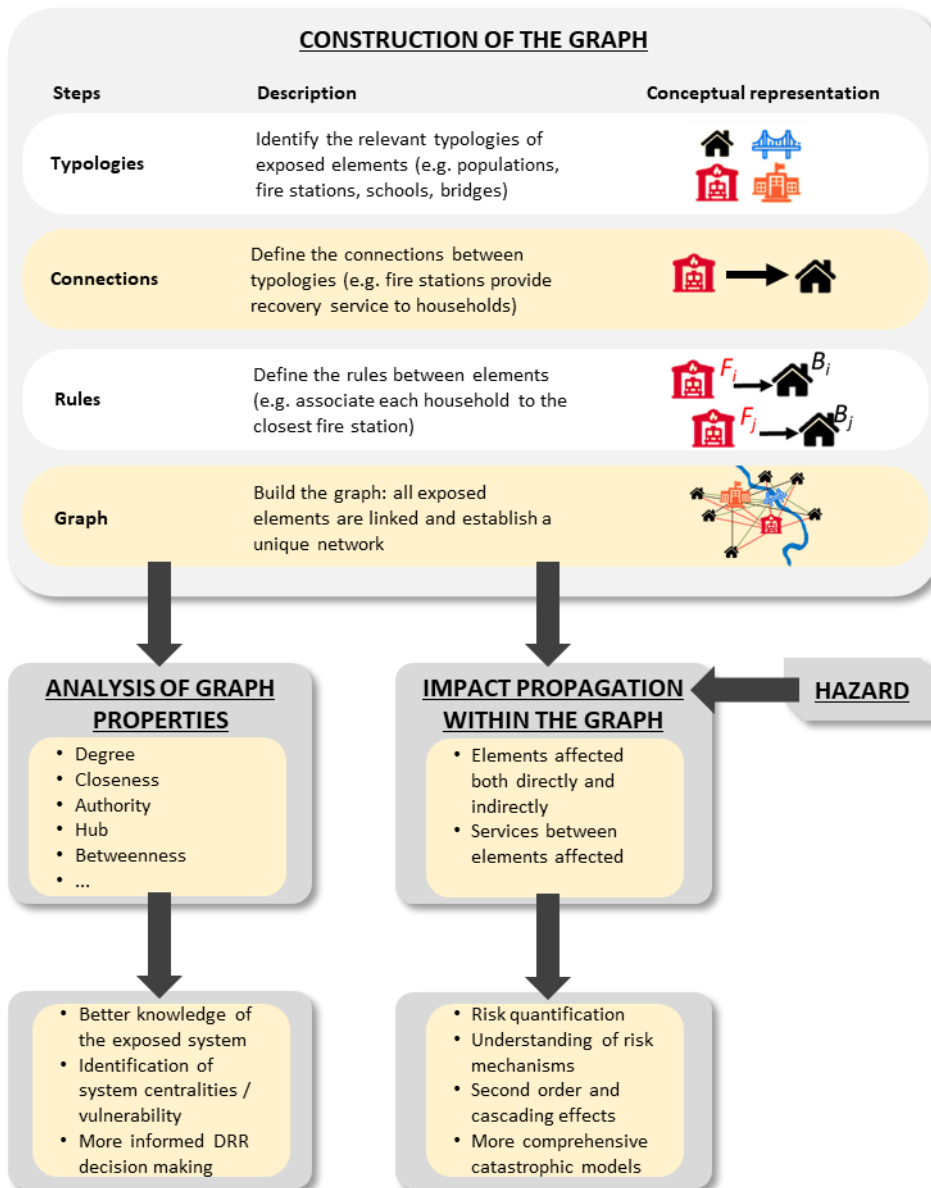 CONSTRUCTION OF THE GRAPH
Steps
Description
Conceptual representation
Typologies
Identify the relevant typologies of
exposed elements (e.g. populations,
fire stations, schools, bridges)
Connections
Define the connections between
typologies (e.g. fire stations provide
recovery service to households)
Rules
Define the rules between elements
(e.g. associate each household to the
closest fire station)
F_i
B_i
F_j
B_j
Graph
Build the graph: all exposed
elements are linked and establish a
unique network
ANALYSIS OF GRAPH
PROPERTIES
• Degree
• Closeness
• Authority
• Hub
• Betweenness
• ...
IMPACT PROPAGATION
WITHIN THE GRAPH
• Elements affected
both directly and
indirectly
• Services between
elements affected
HAZARD
• Better knowledge of
the exposed system
• Identification of
system centralities /
vulnerability
• More informed DRR
decision making
• Risk quantification
• Understanding of risk
mechanisms
• Second order and
cascading effects
• More comprehensive
catastrophic models